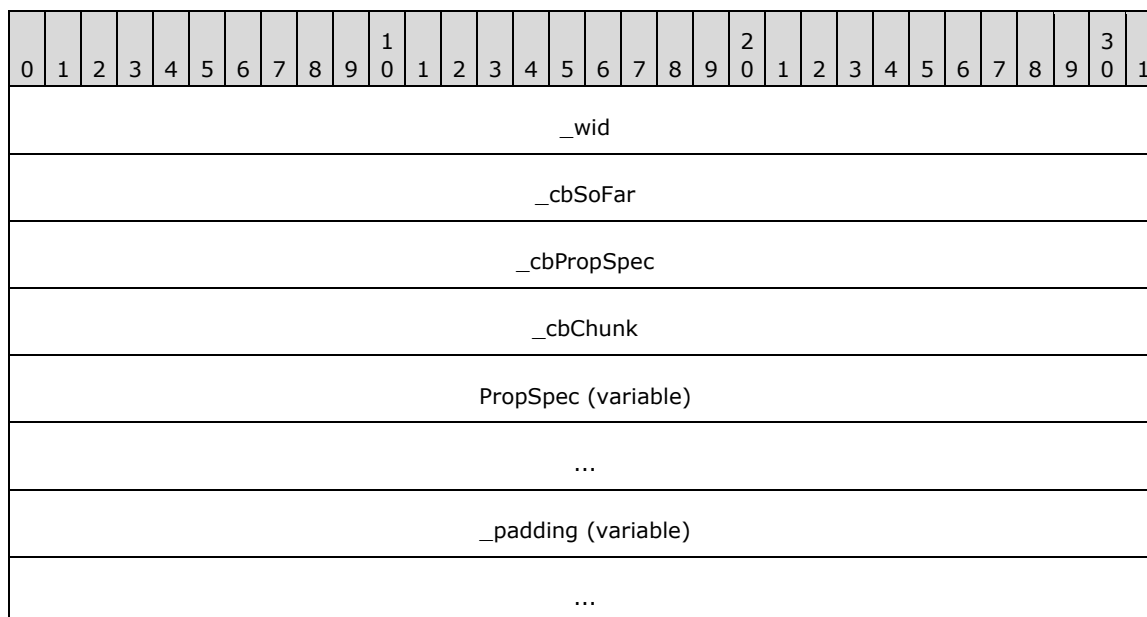 1 2 3
0 1 2 3 4 5 6 7 8 9 0 1 2 3 4 5 6 7 8 9 0 1 2 3 4 5 6 7 8 9 0 1
_wid
_cbSoFar
_cbPropSpec
_cbChunk
PropSpec (variable)
...
_padding (variable)
...